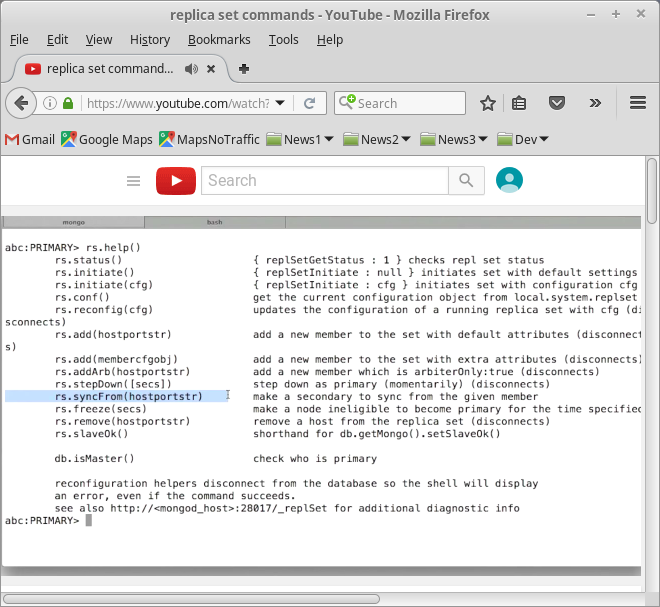 replica set commands - YouTube - Mozilla Firefox
File Edit View History Bookmarks Tools Help
replica set command...
https://www.youtube.com/watch? Search
Gmail Google Maps MapsNoTraffic News1 News2 News3 Dev
Search
mongo bash
abc:PRIMARY> rs.help()
rs.status() { replSetGetStatus : 1 } checks repl set status
rs.initiate() { replSetInitiate : null } initiates set with default settings
rs.initiate(cfg) { replSetInitiate : cfg } initiates set with configuration cfg
rs.conf() get the current configuration object from local.system.replset
rs.reconfig(cfg) updates the configuration of a running replica set with cfg (di
sconnects)
rs.add(hostportstr) add a new member to the set with default attributes (disconnect
s)
rs.add(membercfgobj) add a new member to the set with extra attributes (disconnects)
rs.addArb(hostportstr) add a new member which is arbiterOnly:true (disconnects)
rs.stepDown([secs]) step down as primary (momentarily) (disconnects)
rs.syncFrom(hostportstr) make a secondary to sync from the given member
rs.freeze(secs) make a node ineligible to become primary for the time specified
rs.remove(hostportstr) remove a host from the replica set (disconnects)
rs.slaveOk() shorthand for db.getMongo().setSlaveOk()
db.isMaster() check who is primary
reconfiguration helpers disconnect from the database so the shell will display
an error, even if the command succeeds.
see also http://<mongod_host>:28017/_replSet for additional diagnostic info
abc:PRIMARY>